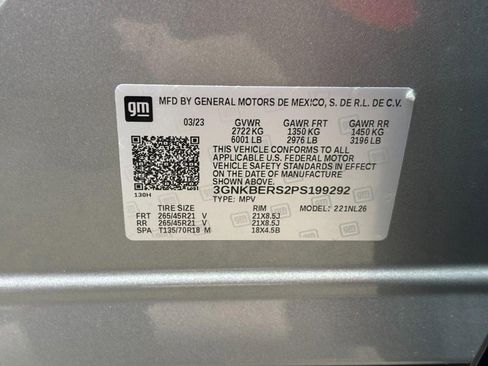 gm
MFD BY GENERAL MOTORS DE MEXICO, S. DE R.L. DE C.V.
03/23 GVWR GAWR FRT GAWR RR
2722 KG 1350 KG 1450 KG
6001 LB 2976 LB 3196 LB
THIS VEHICLE CONFORMS TO ALL
APPLICABLE U.S. FEDERAL MOTOR
VEHICLE SAFETY STANDARDS IN EFFECT
ON THE DATE OF MANUFACTURE
SHOWN ABOVE.
3GNKBERS2PS199292
130H TYPE: MPV MODEL: 221NL26
TIRE SIZE RIM
FRT 265/45R21 V 21X8.5J
RR 265/45R21 V 21X8.5J
SPA T135/70R18 M 18X4.5B